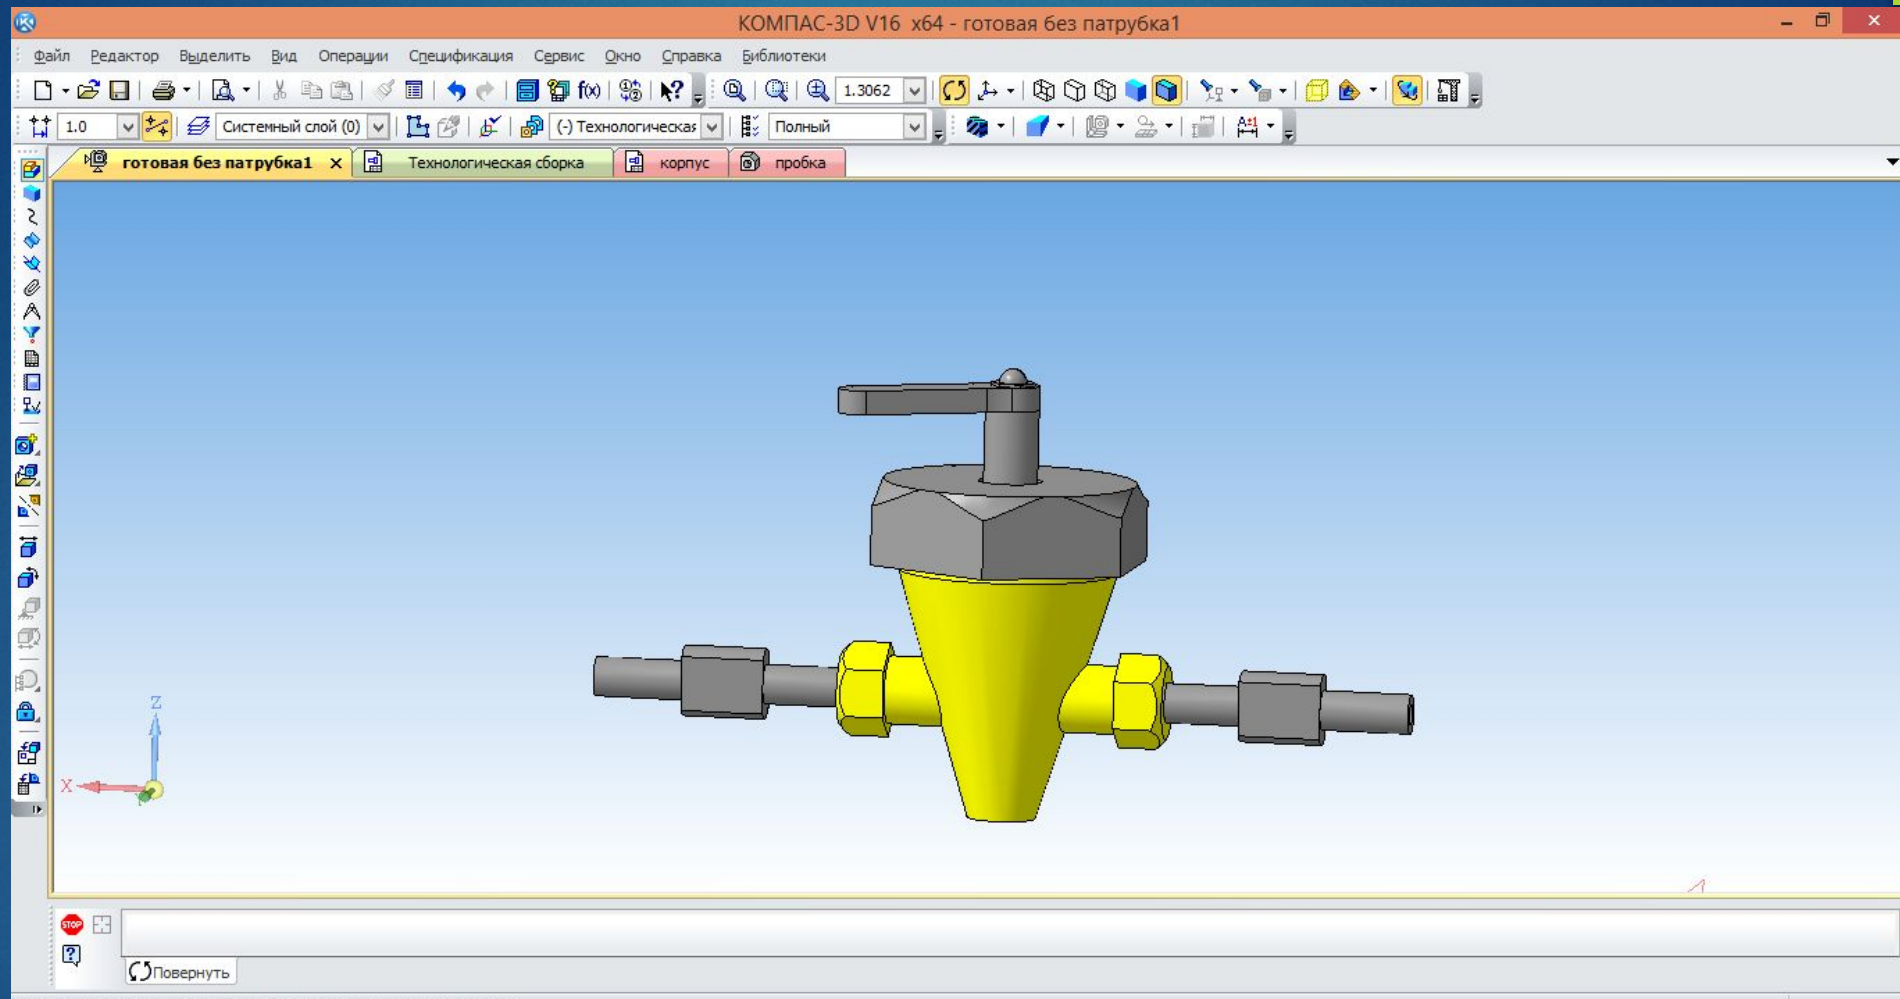 КОМПАС-3D V16 x64 - готовая без патрубка1
Файл Редактор Выделить Вид Операции Спецификация Сервис Окно Справка Библиотеки
f(x) 1.3062
1.0 Системный слой (0) (-) Технологическая Полный
готовая без патрубка1 x Технологическая сборка корпус пробка
Z
X
STOP
Повернуть